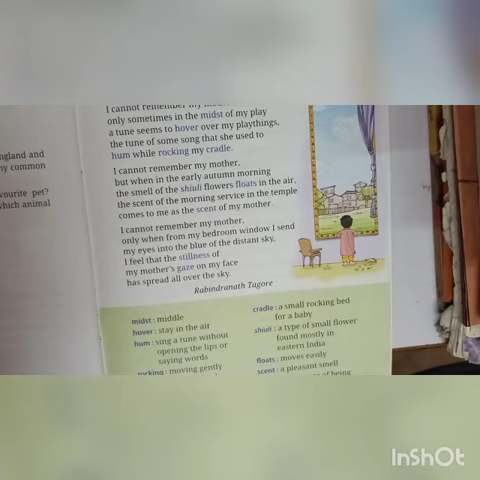 ngland and
ny common
vourite pet?
which animal
I cannot remember my
only sometimes in the midst of my play
a tune seems to hover over my playthings,
the tune of some song that she used to
hum while rocking my cradle.
I cannot remember my mother,
but when in the early autumn morning
the smell of the shiuli flowers floats in the air,
the scent of the morning service in the temple
comes to me as the scent of my mother.
I cannot remember my mother,
only when from my bedroom window I send
my eyes into the blue of the distant sky,
I feel that the stillness of
my mother's gaze on my face
has spread all over the sky.
Rabindranath Tagore
midst : middle
hover : stay in the air
hum : sing a tune without
opening the lips or
saying words
rocking : moving gently
cradle : a small rocking bed
for a baby
shiuli : a type of small flower
found mostly in
eastern India
floats : moves easily
scent : a pleasant smell
of being
InShOt